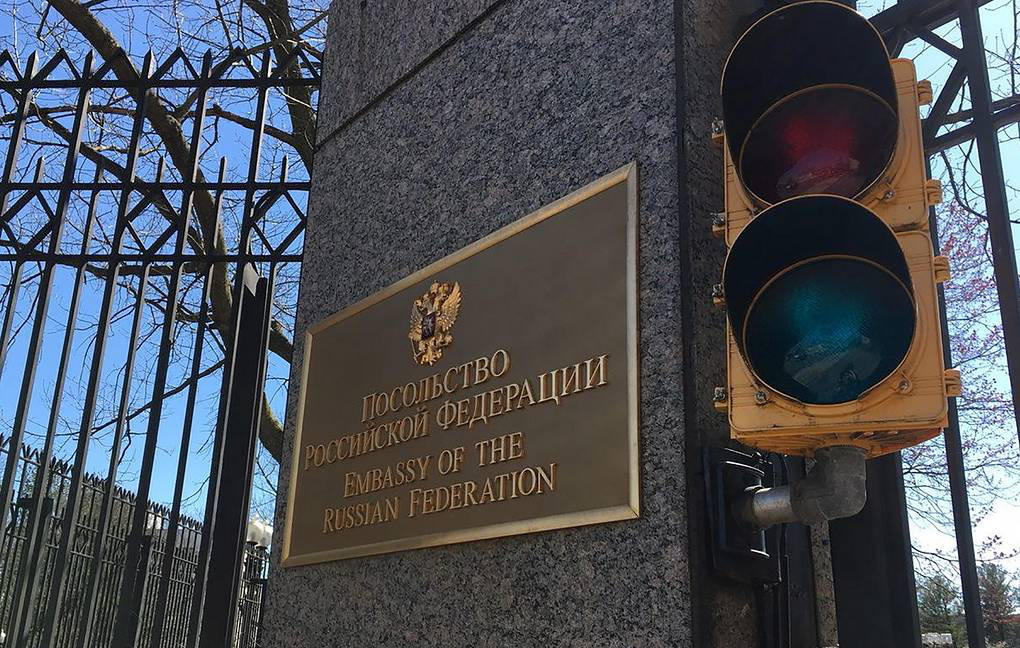 ПОСОЛЬСТВО
РОССИЙСКОЙ ФЕДЕРАЦИИ
EMBASSY OF THE
RUSSIAN FEDERATION